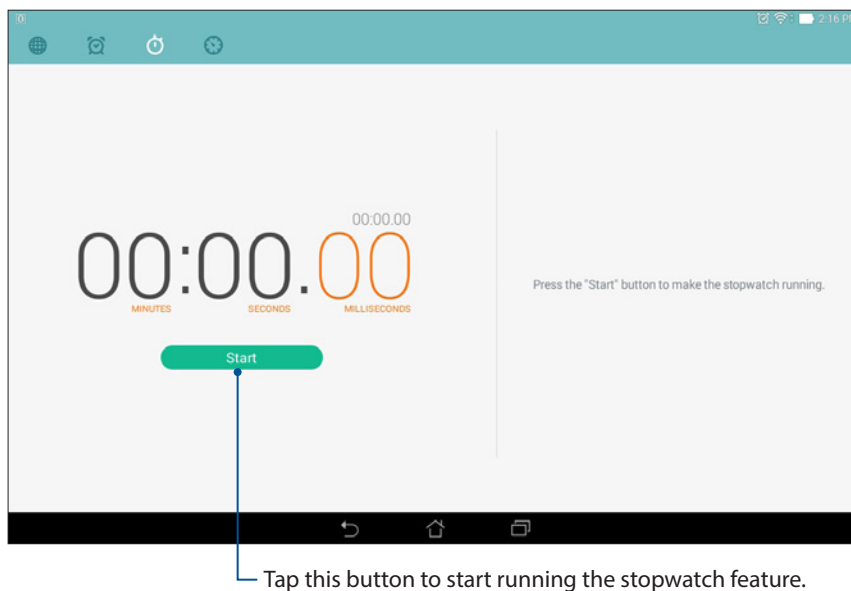 2:16 P
00:00.00
00:00.00
MINUTES SECONDS MILLISECONDS
Press the "Start" button to make the stopwatch running.
Start
Tap this button to start running the stopwatch feature.